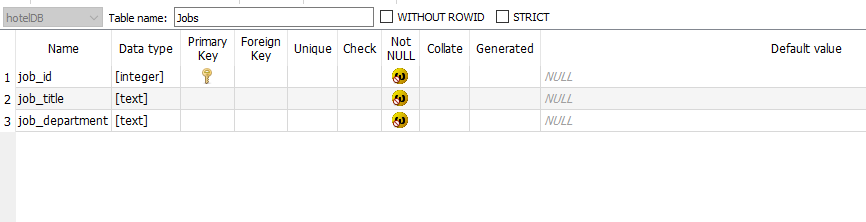 hotelDB Table name: Jobs WITHOUT ROWID STRICT
Name Data type Primary Key Foreign Key Unique Check Not NULL Collate Generated Default value
1 job_id [integer] NULL
2 job_title [text] NULL
3 job_department [text] NULL